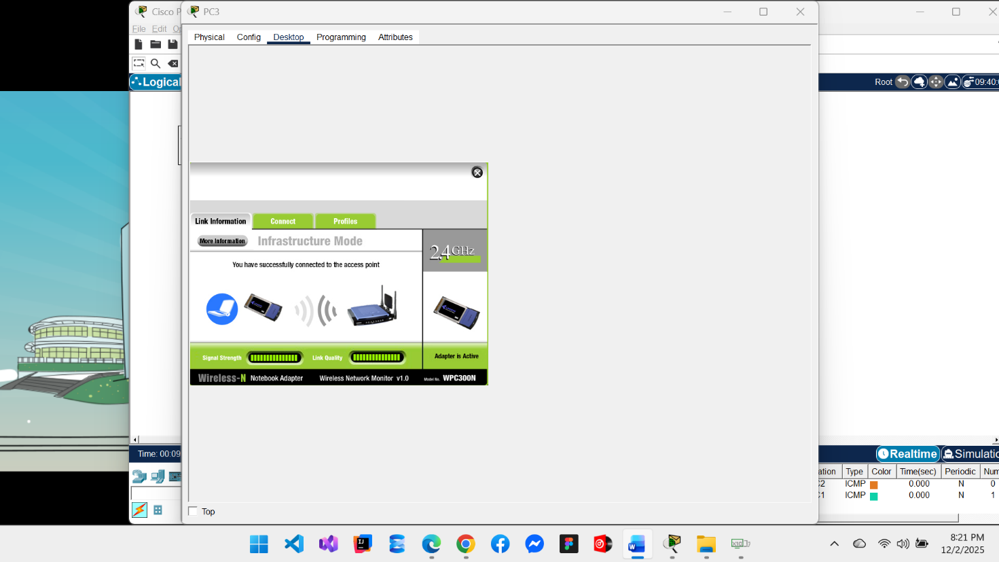 Cisco P
PC3
File Edit Op
Physical Config Desktop Programming Attributes
Logical
Root
09:40:
Link Information Connect Profiles
More Information Infrastructure Mode
2.4GHz
You have successfully connected to the access point
Signal Strength Link Quality Adapter is Active
Wireless-N Notebook Adapter Wireless Network Monitor v1.0 Model No. WPC300N
Time: 00:09
Realtime Simulatio
ation Type Color Time(sec) Periodic Num
C2 ICMP 0.000 N 0
C1 ICMP 0.000 N 1
Top
8:21 PM
12/2/2025